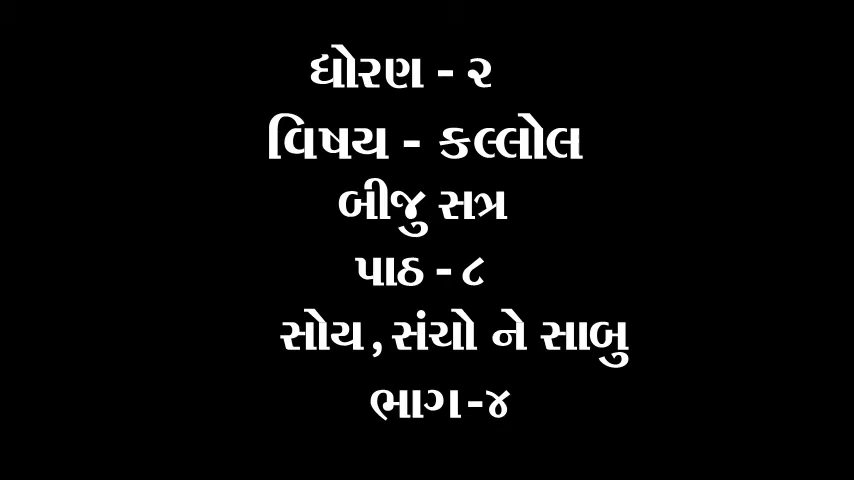 ધોરણ - ૨
વિષય - કલ્લોલ
બીજુ સત્ર
પાઠ - ૮
સોય , સંચો ને સાબુ
ભાગ -૪